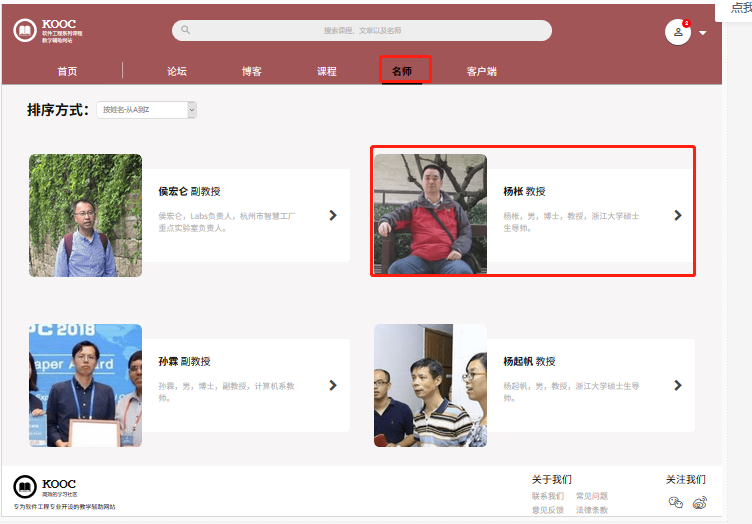 点我
KOOC
软件工程系列课程
教学辅助网站
搜索课程、文章以及名师
3
首页
论坛
博客
课程
名师
客户端
排序方式：
按姓名-从A到Z
侯宏仑 副教授
侯宏仑，Labs负责人，杭州市智慧工厂
重点实验室负责人。
杨枨 教授
杨枨，男，博士，教授，浙江大学硕士
生导师。
PC 2018
aper Award
孙霖 副教授
孙霖，男，博士，副教授，计算机系教
师。
杨起帆 教授
杨起帆，男，教授，浙江大学硕士生导
师。
KOOC
高效的学习社区
专为软件工程专业开设的教学辅助网站
关于我们
联系我们 常见问题
意见反馈 法律条款
关注我们